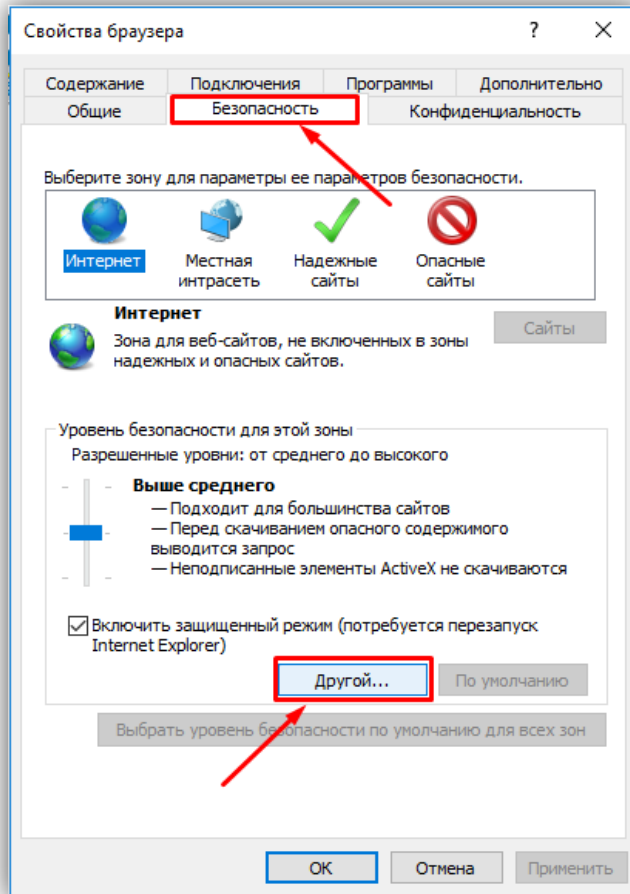 Свойства браузера
Содержание Подключения Программы Дополнительно
Общие Безопасность Конфиденциальность
Выберите зону для параметры ее параметров безопасности.
Интернет
Местная
интрасеть
Надежные
сайты
Опасные
сайты
Интернет
Зона для веб-сайтов, не включенных в зоны
надежных и опасных сайтов.
Сайты
Уровень безопасности для этой зоны
Разрешенные уровни: от среднего до высокого
Выше среднего
— Подходит для большинства сайтов
— Перед скачиванием опасного содержимого
выводится запрос
— Неподписанные элементы ActiveX не скачиваются
Включить защищенный режим (потребуется перезапуск
Internet Explorer)
Другой... По умолчанию
Выбрать уровень безопасности по умолчанию для всех зон
ОК Отмена Применить